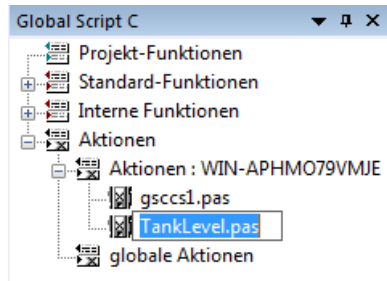 Global Script C
Projekt-Funktionen
Standard-Funktionen
Interne Funktionen
Aktionen
Aktionen : WIN-APHMO79VMJE
gsccs1.pas
TankLevel.pas
globale Aktionen